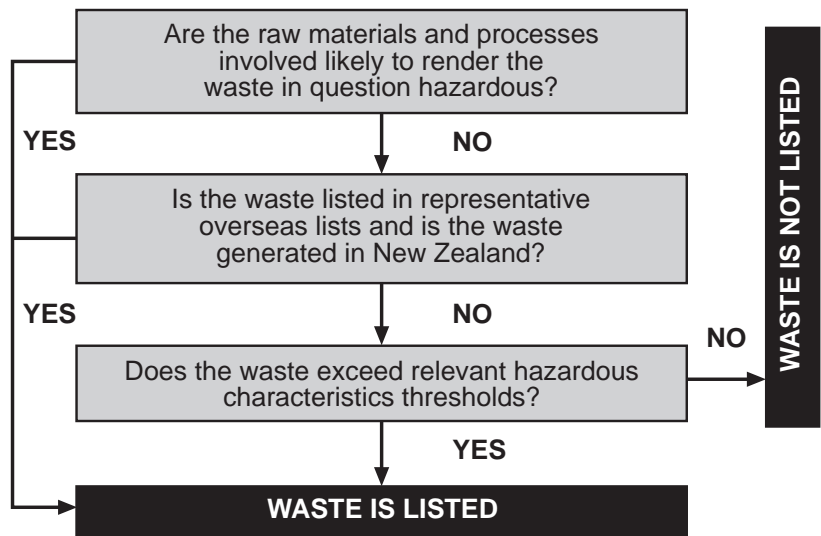 Are the raw materials and processes
involved likely to render the
waste in question hazardous?
YES
NO
Is the waste listed in representative
overseas lists and is the waste
generated in New Zealand?
YES
NO
Does the waste exceed relevant hazardous
characteristics thresholds?
NO
WASTE IS NOT LISTED
YES
WASTE IS LISTED